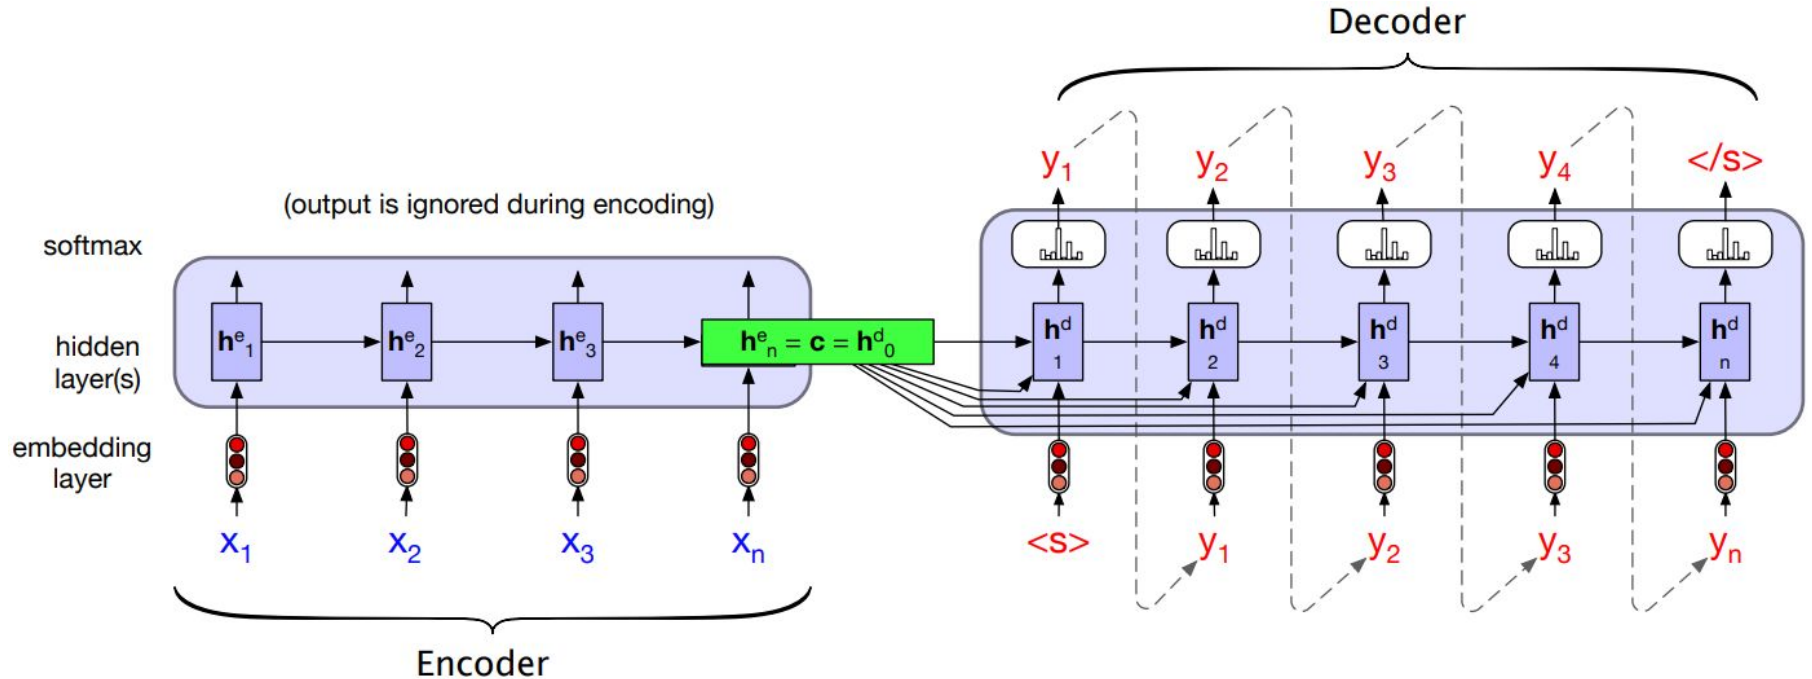 Decoder
y1 y2 y3 y4 </s>
(output is ignored during encoding)
softmax
hidden
layer(s)
he1 he2 he3 hen = c = hd0 hd1 hd2 hd3 hd4 hdn
embedding
layer
x1 x2 x3 xn <s> y1 y2 y3 yn
Encoder